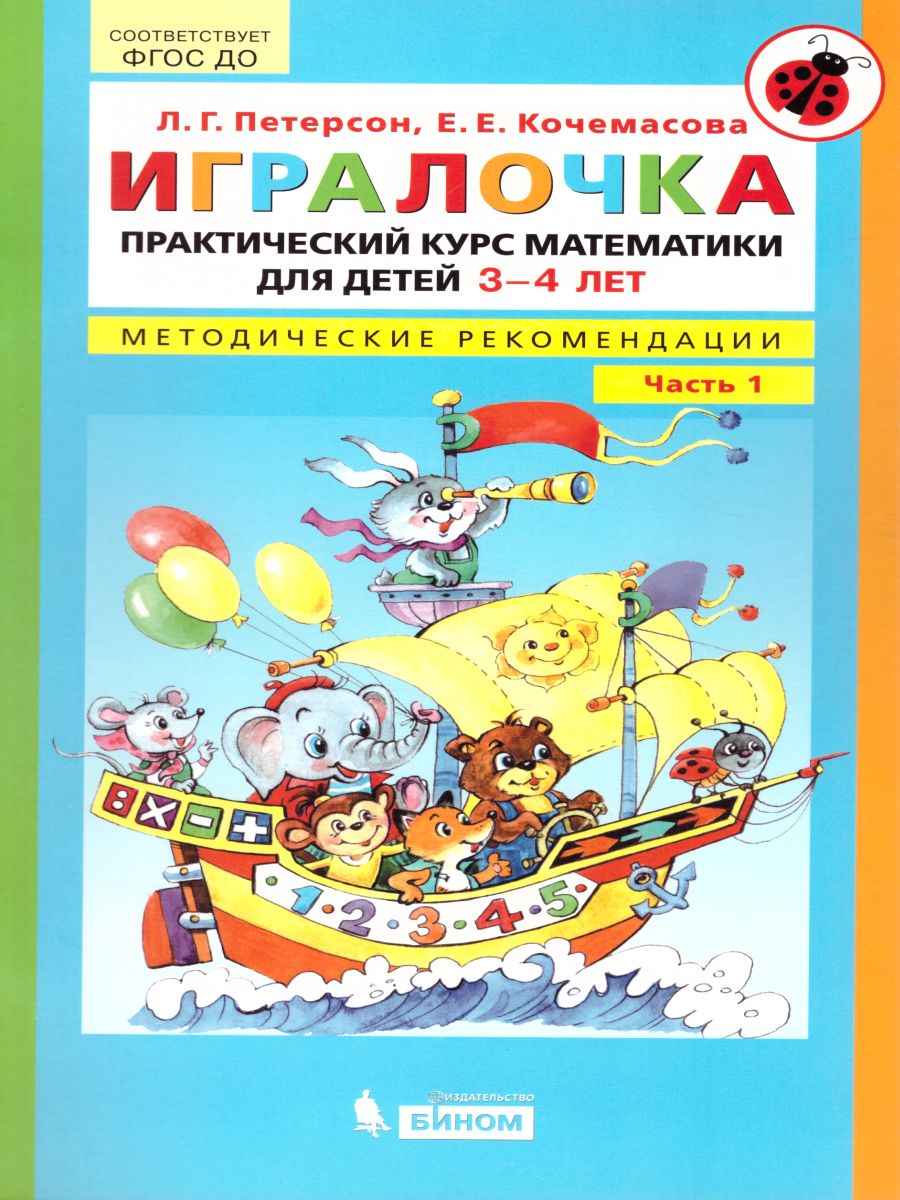 СООТВЕТСТВУЕТ
ФГОС ДО
Л. Г. Петерсон, Е. Е. Кочемасова
ИГРАЛОЧКА
ПРАКТИЧЕСКИЙ КУРС МАТЕМАТИКИ
ДЛЯ ДЕТЕЙ 3–4 ЛЕТ
МЕТОДИЧЕСКИЕ РЕКОМЕНДАЦИИ
Часть 1
: × – +
1 · 2 · 3 · 4 · 5 ·
ИЗДАТЕЛЬСТВО
БИНОМ